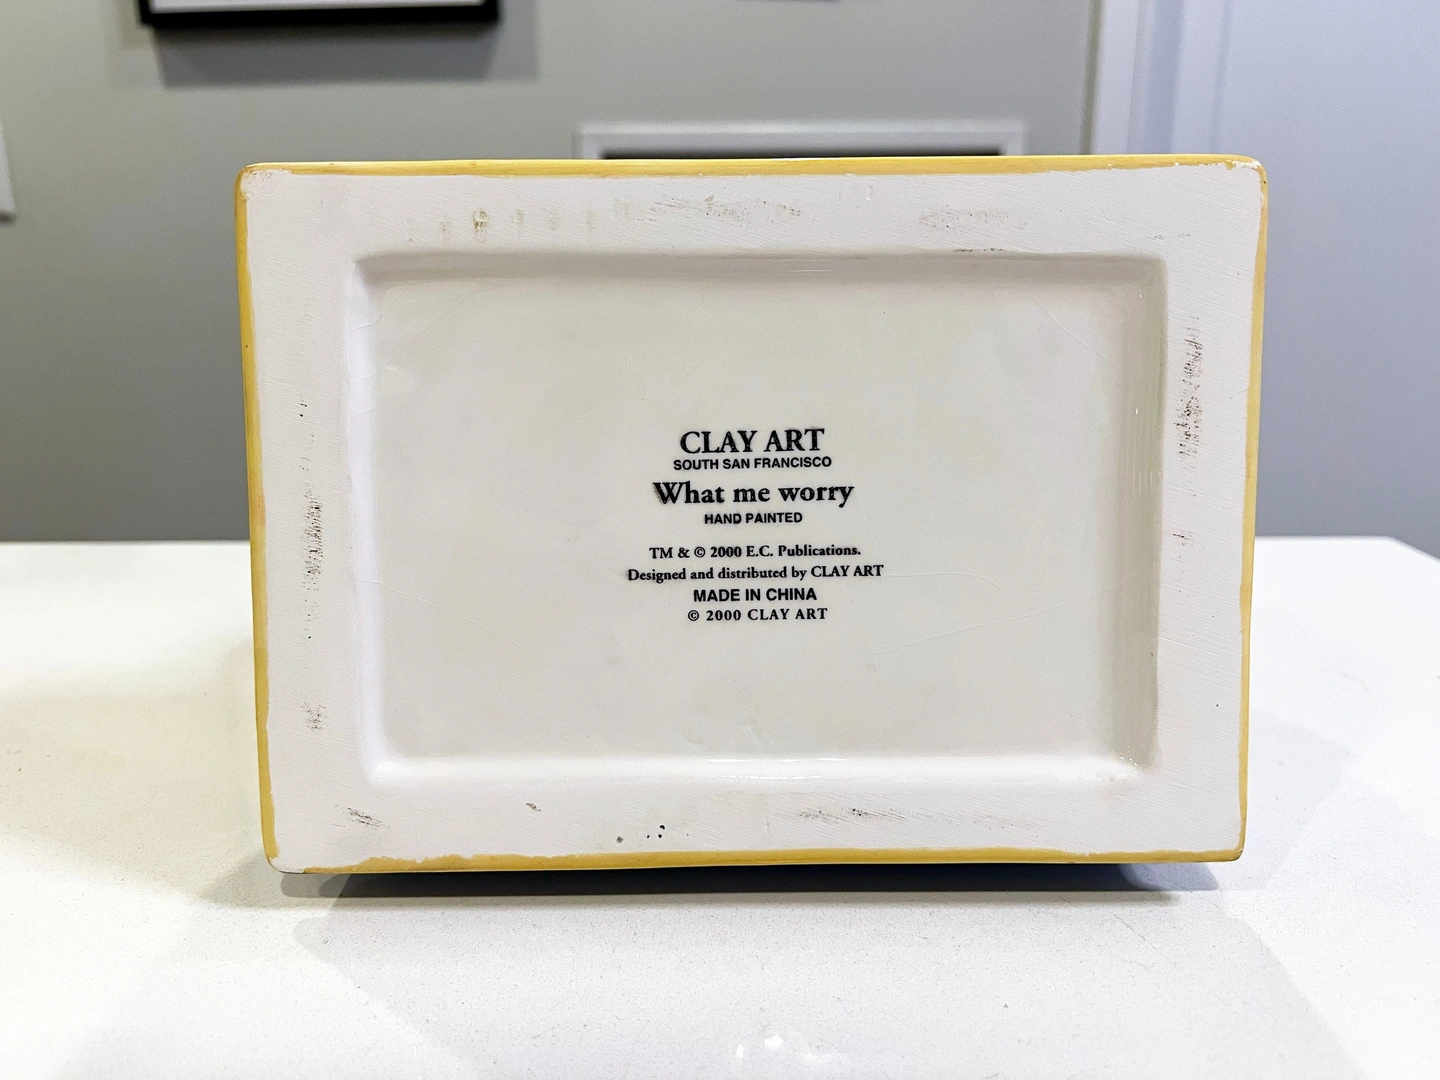 CLAY ART
SOUTH SAN FRANCISCO
What me worry
HAND PAINTED
TM & © 2000 E.C. Publications.
Designed and distributed by CLAY ART
MADE IN CHINA
© 2000 CLAY ART